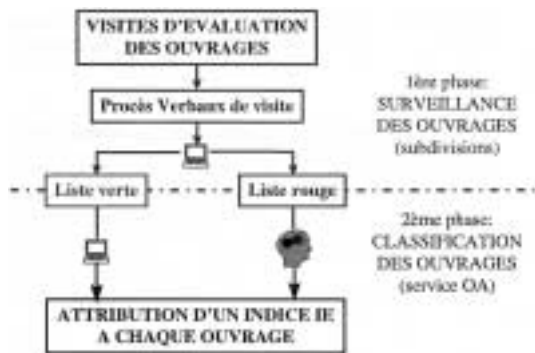 VISITES D'EVALUATION
DES OUVRAGES
Procès Verbaux de visite
1ère phase:
SURVEILLANCE
DES OUVRAGES
(subdivisions)
Liste verte
Liste rouge
2ème phase:
CLASSIFICATION
DES OUVRAGES
(service OA)
ATTRIBUTION D'UN INDICE IE
A CHAQUE OUVRAGE